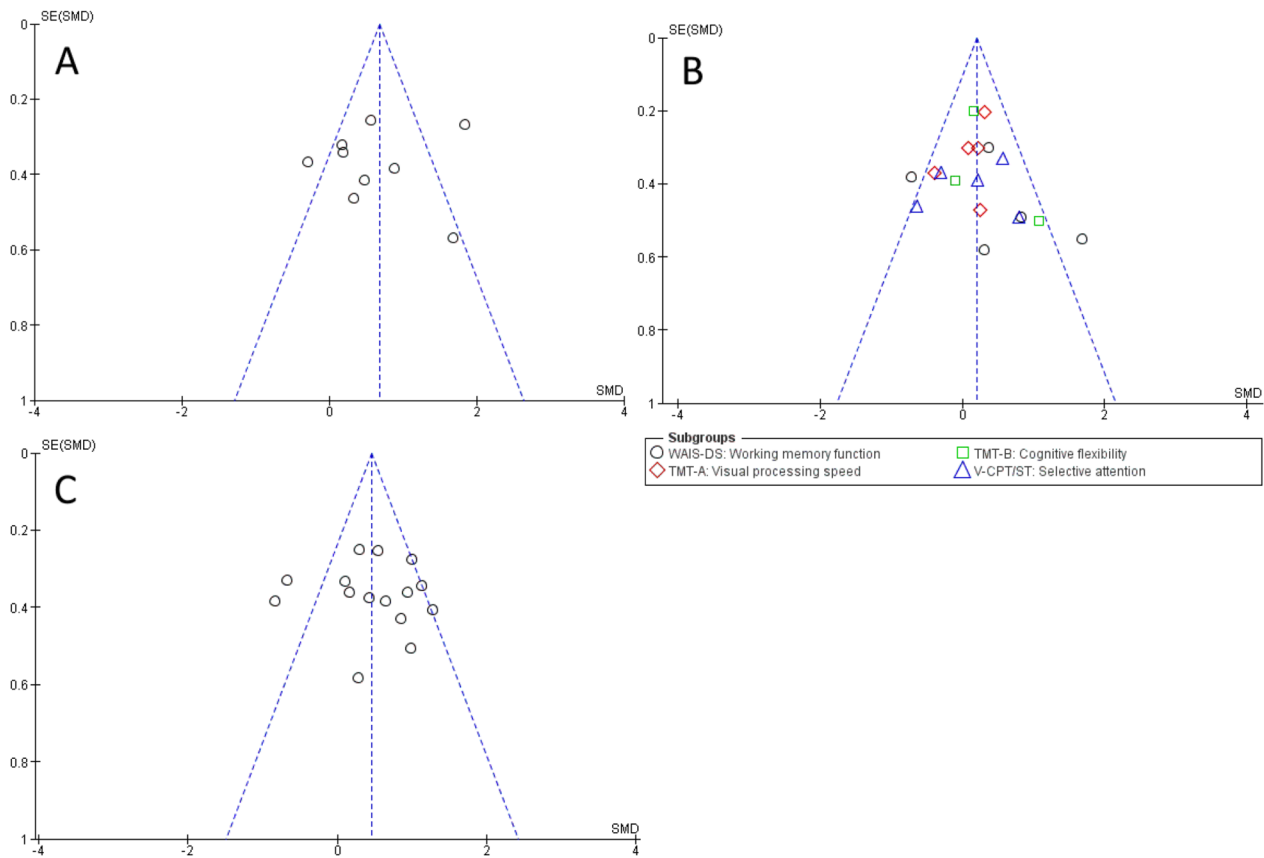 SE(SMD)
A
0
0.2
0.4
0.6
0.8
1
SMD
-4
-2
0
2
4
SE(SMD)
B
0
0.2
0.4
0.6
0.8
1
SMD
-4
-2
0
2
4
Subgroups
WAIS-DS: Working memory function
TMT-B: Cognitive flexibility
TMT-A: Visual processing speed
V-CPT/ST: Selective attention
SE(SMD)
C
0
0.2
0.4
0.6
0.8
1
SMD
-4
-2
0
2
4